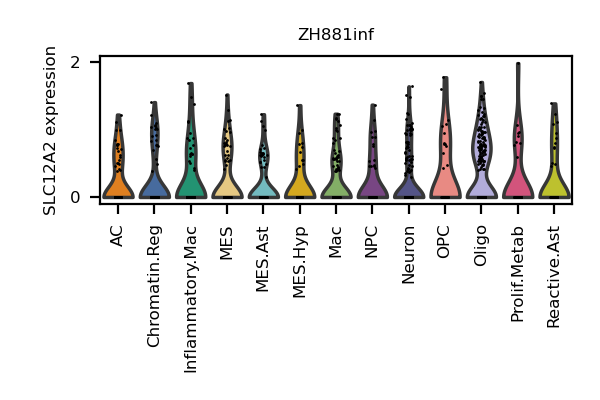 ZH881inf
SLC12A2 expression
2
0
AC
Chromatin.Reg
Inflammatory.Mac
MES
MES.Ast
MES.Hyp
Mac
NPC
Neuron
OPC
Oligo
Prolif.Metab
Reactive.Ast